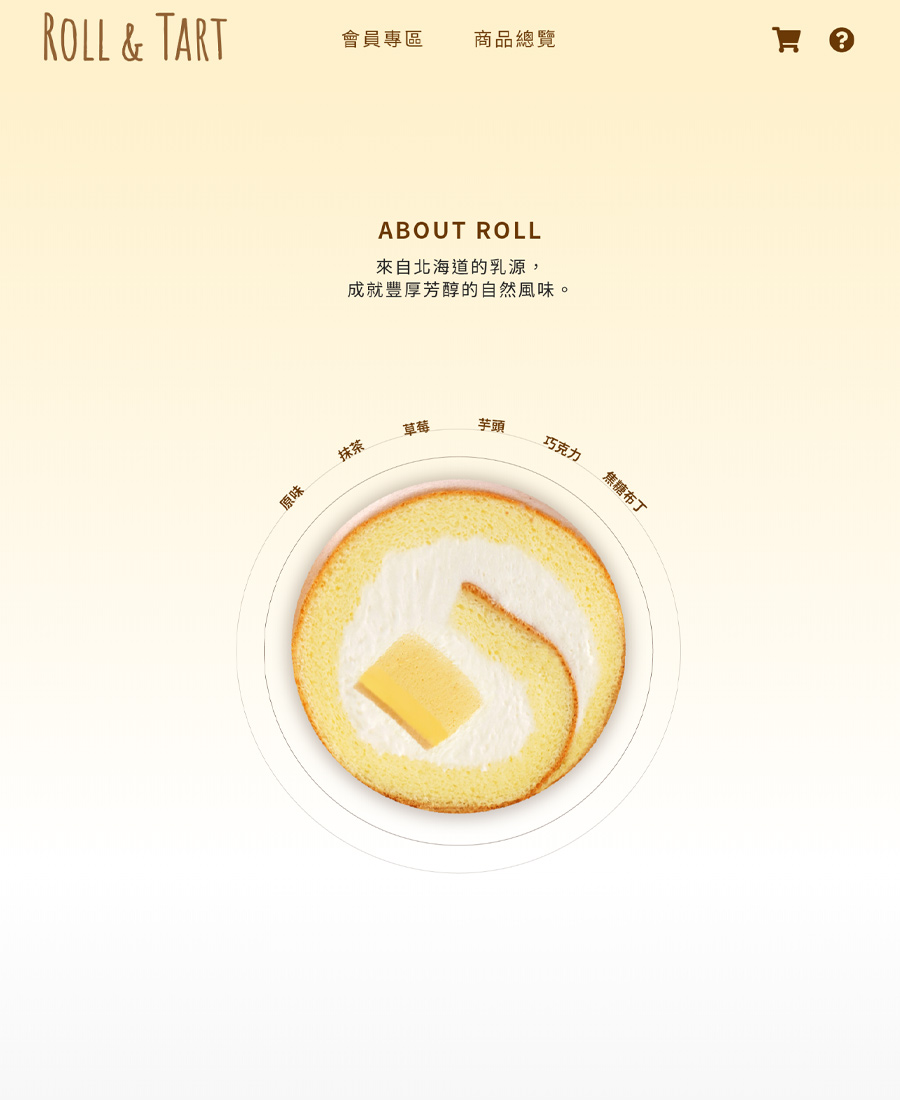 ROLL & TART
會員專區
商品總覽
ABOUT ROLL
來自北海道的乳源，
成就豐厚芳醇的自然風味。
原味
抹茶
草莓
芋頭
巧克力
焦糖布丁